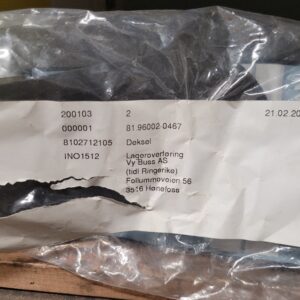 200103 2 21.02.20
000001 81.96002-0467
B102712105 Deksel
INO1512 Lageroverføring
Vy Buss AS
(tidl Ringerike)
Follummoveien 56
3516 Hønefoss